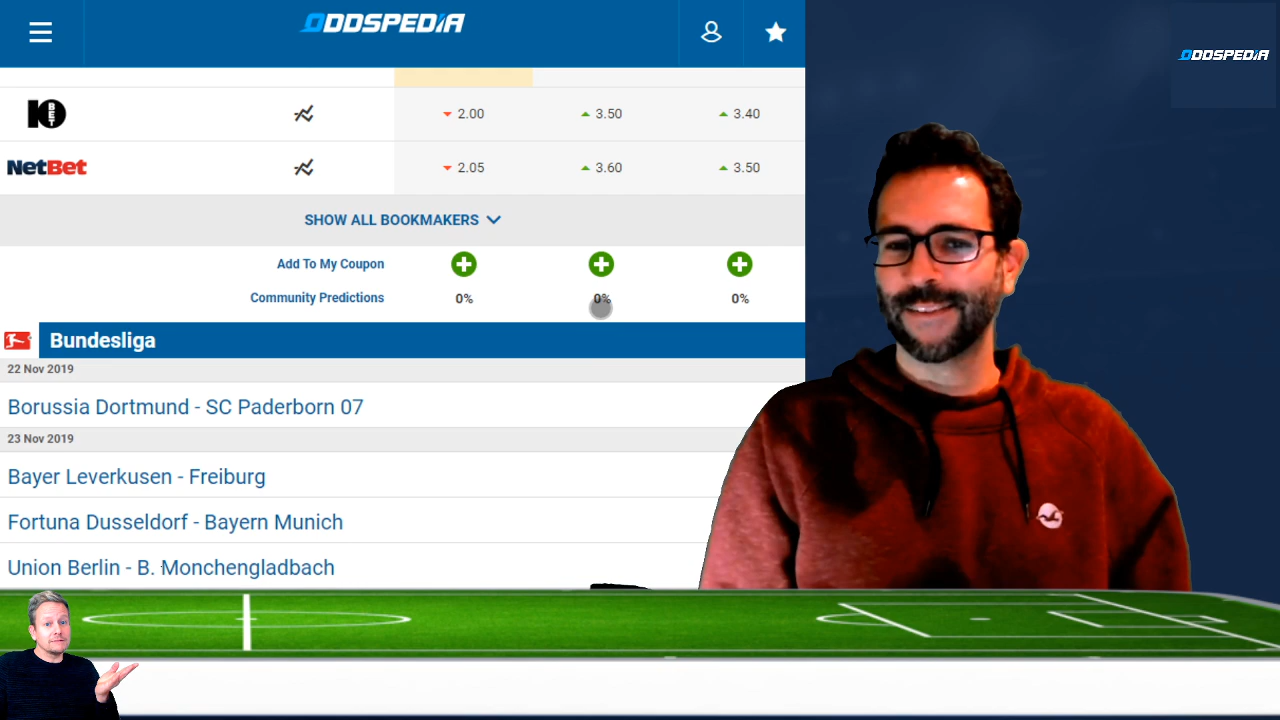 ODDSPEDIA
ODDSPEDIA
10 BET
2.00 3.50 3.40
NetBet
2.05 3.60 3.50
SHOW ALL BOOKMAKERS
Add To My Coupon
Community Predictions 0% 0% 0%
Bundesliga
22 Nov 2019
Borussia Dortmund - SC Paderborn 07
23 Nov 2019
Bayer Leverkusen - Freiburg
Fortuna Dusseldorf - Bayern Munich
Union Berlin - B. Monchengladbach